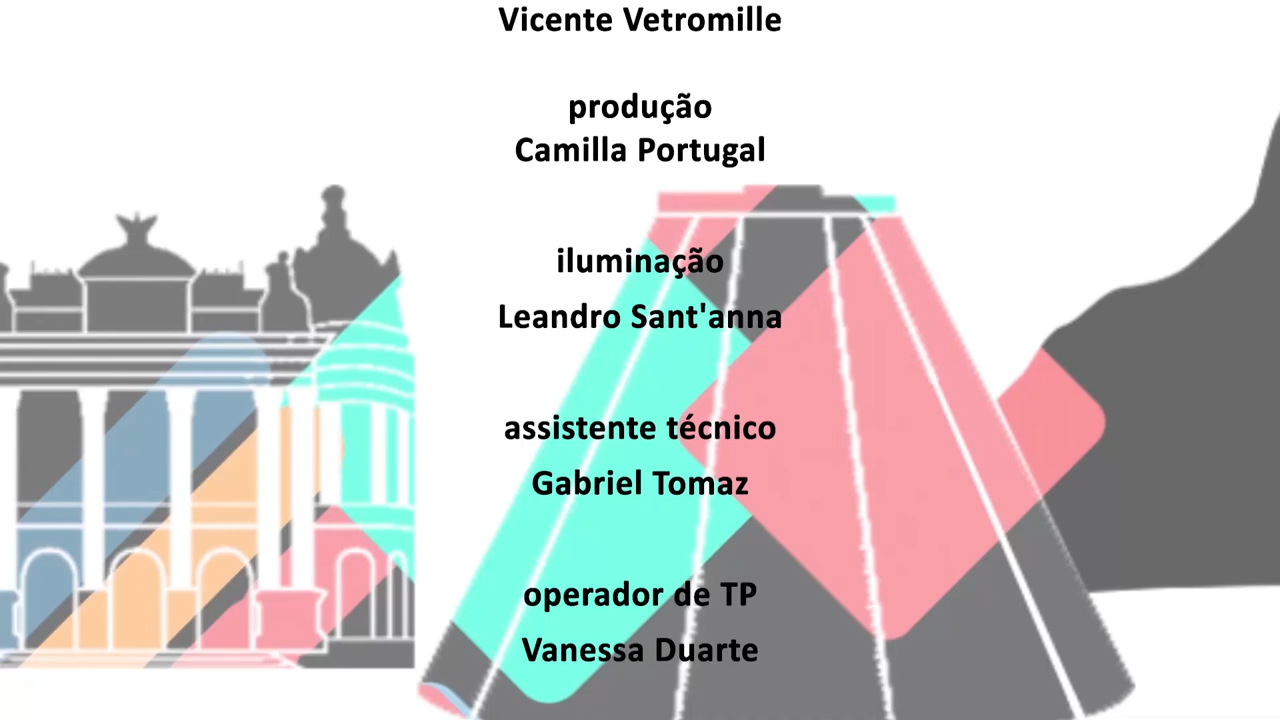 Vicente Vetromille
produção
Camilla Portugal
iluminação
Leandro Sant'anna
assistente técnico
Gabriel Tomaz
operador de TP
Vanessa Duarte